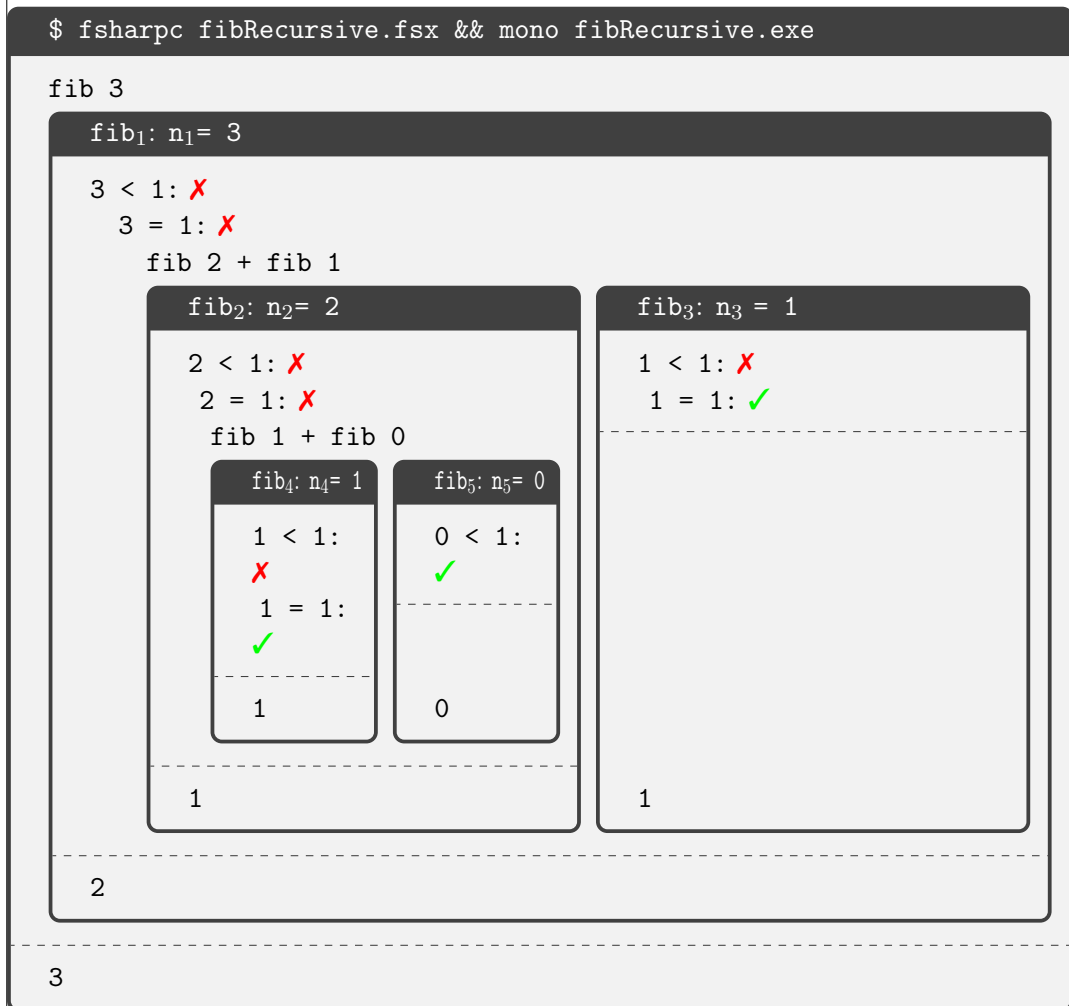 $ fsharpc fibRecursive.fsx && mono fibRecursive.exe
fib 3
fib₁: n₁= 3
3 < 1: ✗
3 = 1: ✗
fib 2 + fib 1
fib₂: n₂= 2
2 < 1: ✗
2 = 1: ✗
fib 1 + fib 0
fib₄: n₄= 1
1 < 1:
✗
1 = 1:
✓
1
fib₅: n₅= 0
0 < 1:
✓
0
1
fib₃: n₃ = 1
1 < 1: ✗
1 = 1: ✓
1
2
3